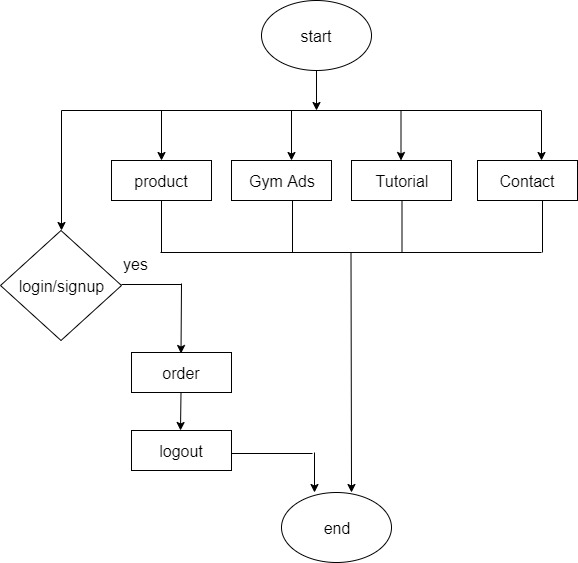 start
product
Gym Ads
Tutorial
Contact
login/signup
yes
order
logout
end